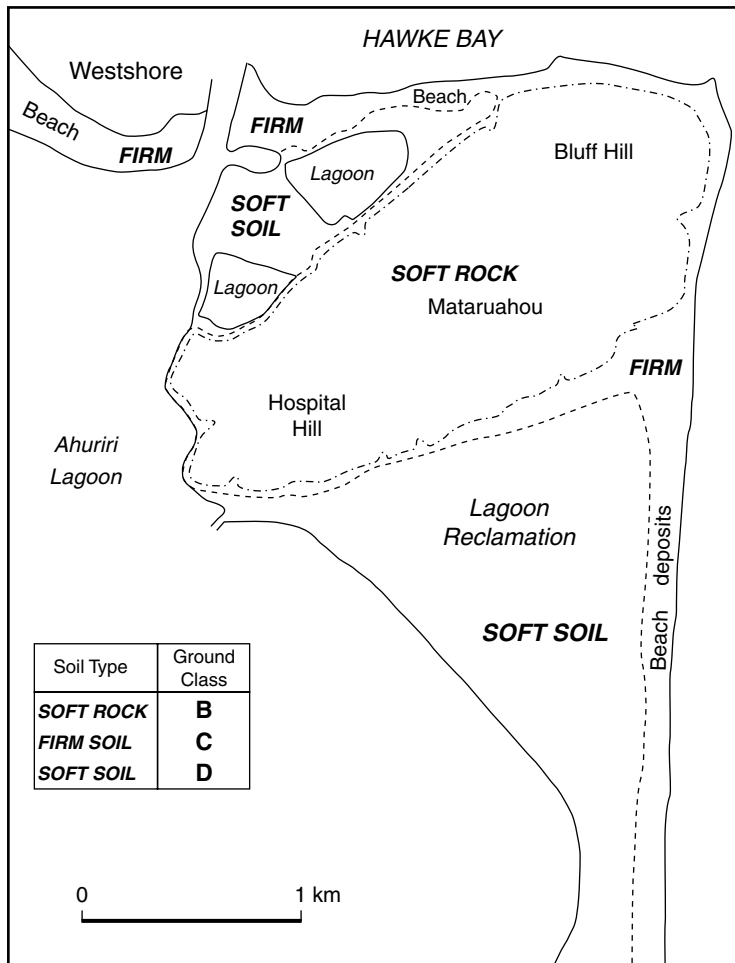 HAWKE BAY
Westshore
Beach
FIRM
Beach
FIRM
Bluff Hill
Lagoon
SOFT
SOIL
Lagoon
SOFT ROCK
Mataruahou
FIRM
Hospital
Hill
Ahuriri
Lagoon
Lagoon
Reclamation
Beach deposits
SOFT SOIL
Soil Type Ground
Class
SOFT ROCK B
FIRM SOIL C
SOFT SOIL D
0 1 km